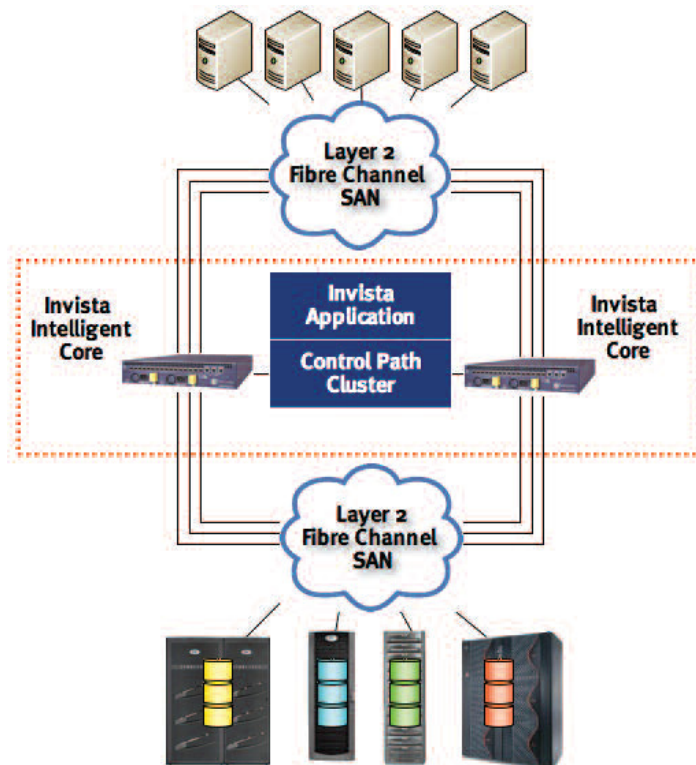 Layer 2
Fibre Channel
SAN
Invista
Intelligent
Core
Invista
Application
Control Path
Cluster
Invista
Intelligent
Core
Layer 2
Fibre Channel
SAN